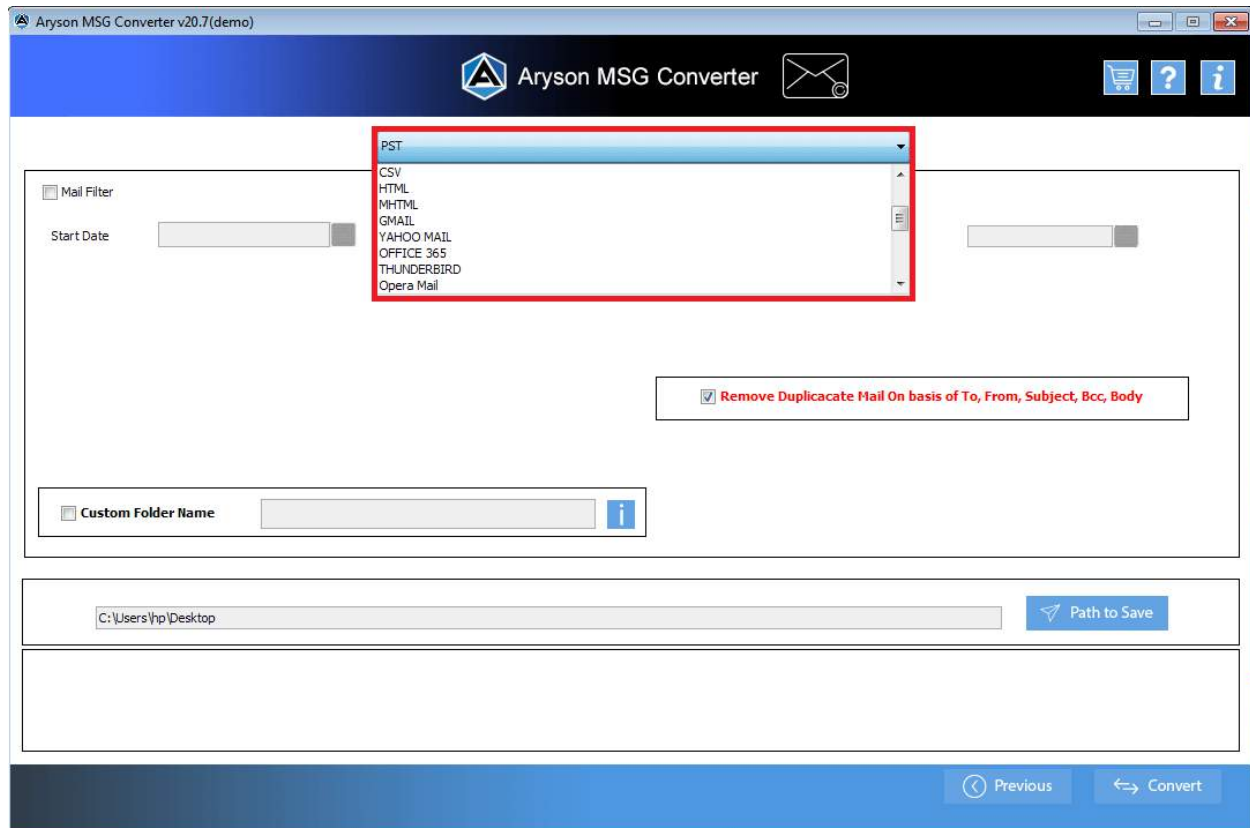 Aryson MSG Converter v20.7(demo)
Aryson MSG Converter
PST
CSV
HTML
MHTML
GMAIL
YAHOO MAIL
OFFICE 365
THUNDERBIRD
Opera Mail
Mail Filter
Start Date
Remove Duplicacate Mail On basis of To, From, Subject, Bcc, Body
Custom Folder Name
i
C:\Users\hp\Desktop
Path to Save
Previous
Convert